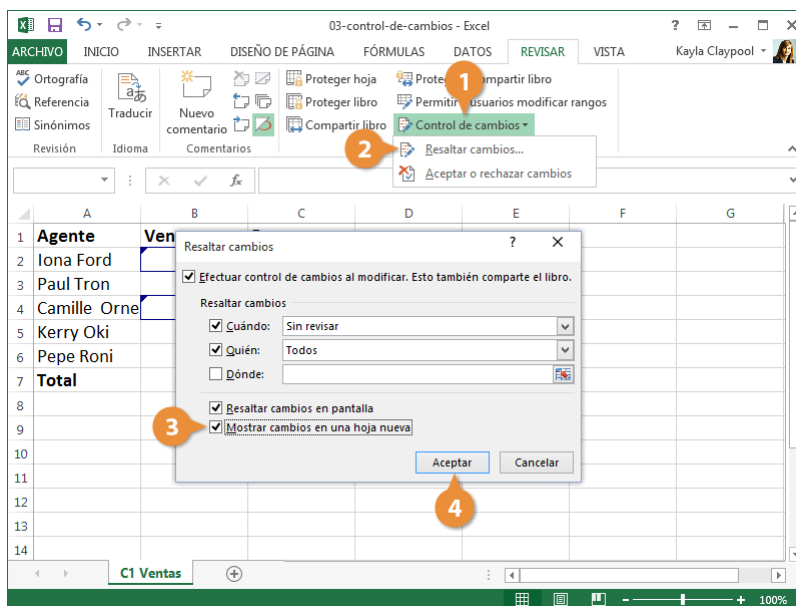 03-control-de-cambios - Excel
?
ARCHIVO INICIO INSERTAR DISEÑO DE PÁGINA FÓRMULAS DATOS REVISAR VISTA Kayla Claypool
ABC Ortografía
Referencia
Sinónimos
Revisión
Traducir
Idioma
Nuevo comentario
Comentarios
Proteger hoja
Proteger libro
Compartir libro
1
Permitir usuarios modificar rangos
Control de cambios
2
Resaltar cambios...
Aceptar o rechazar cambios
fx
A B C D E F G
1 Agente
2 Iona Ford
3 Paul Tron
4 Camille Orne
5 Kerry Oki
6 Pepe Roni
7 Total
8
9
10
11
12
13
14
Resaltar cambios ?
Efectuar control de cambios al modificar. Esto también comparte el libro.
Resaltar cambios
Cuándo: Sin revisar
Quién: Todos
Dónde:
Resaltar cambios en pantalla
3 Mostrar cambios en una hoja nueva
Aceptar Cancelar
4
C1 Ventas
100%